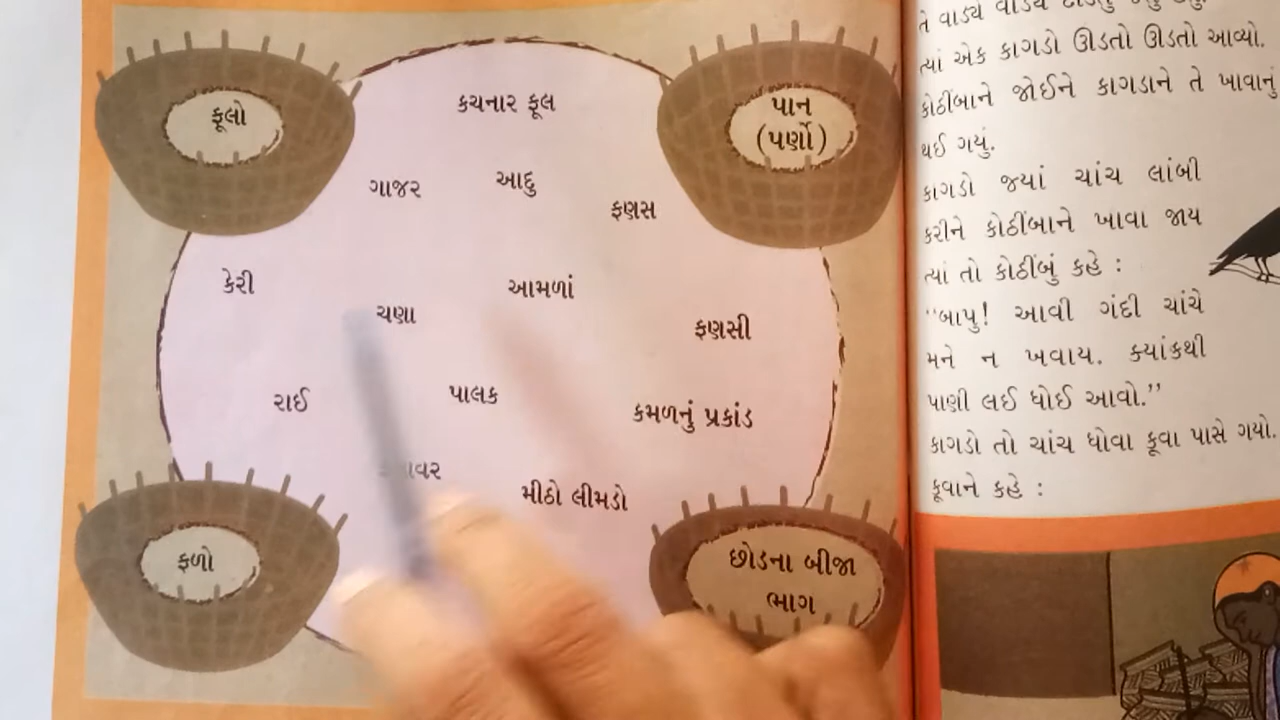 ફૂલો
પાન
(પર્ણો)
કચનાર ફૂલ
ગાજર
આદુ
ફણસ
કેરી
ચણા
આમળાં
ફણસી
રાઈ
પાલક
કમળનું પ્રકાંડ
મીઠો લીમડો
ફળો
છોડના બીજા
ભાગ
ત્યાં એક કાગડો ઊડતો ઊડતો આવ્યો.
કોઠીંબાને જોઈને કાગડાને તે ખાવાનું
થઈ ગયું.
કાગડો જ્યાં ચાંચ લાંબી
કરીને કોઠીંબાને ખાવા જાય
ત્યાં તો કોઠીંબું કહે :
“બાપુ! આવી ગંદી ચાંચે
મને ન ખવાય. ક્યાંકથી
પાણી લઈ ધોઈ આવો.”
કાગડો તો ચાંચ ધોવા કૂવા પાસે ગયો.
કૂવાને કહે :